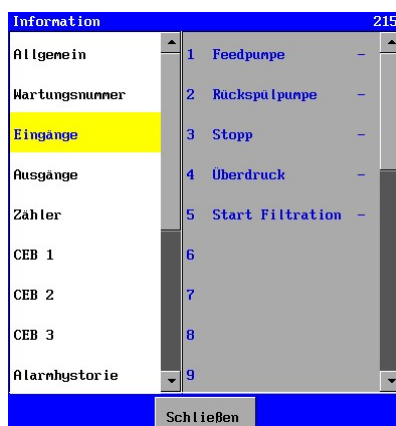 Information 215
Allgemein
Wartungsnummer
Eingänge
Ausgänge
Zähler
CEB 1
CEB 2
CEB 3
Alarmhystorie
1 Feedpumpe -
2 Rückspülpumpe -
3 Stopp -
4 Überdruck -
5 Start Filtration -
6
7
8
9
Schließen